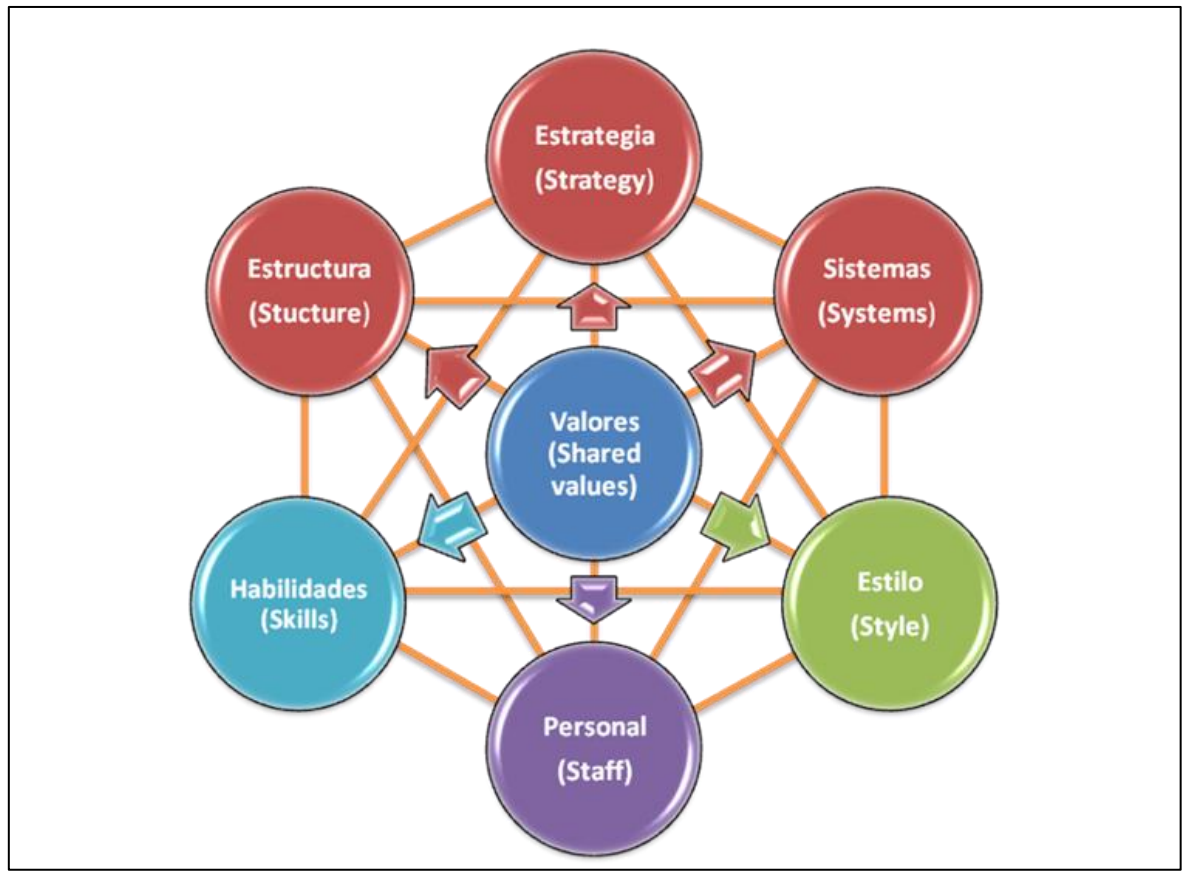 Estrategia
(Strategy)
Estructura
(Stucture)
Sistemas
(Systems)
Valores
(Shared
values)
Habilidades
(Skills)
Estilo
(Style)
Personal
(Staff)